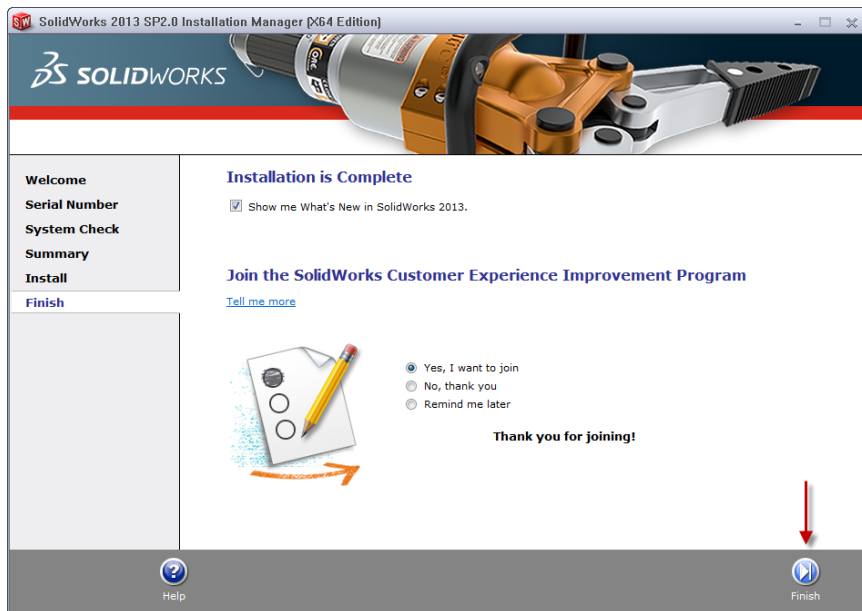 SolidWorks 2013 SP2.0 Installation Manager [X64 Edition]
SOLIDWORKS
Welcome
Serial Number
System Check
Summary
Install
Finish
Installation is Complete
Show me What's New in SolidWorks 2013.
Join the SolidWorks Customer Experience Improvement Program
Tell me more
Yes, I want to join
No, thank you
Remind me later
Thank you for joining!
Help
Finish